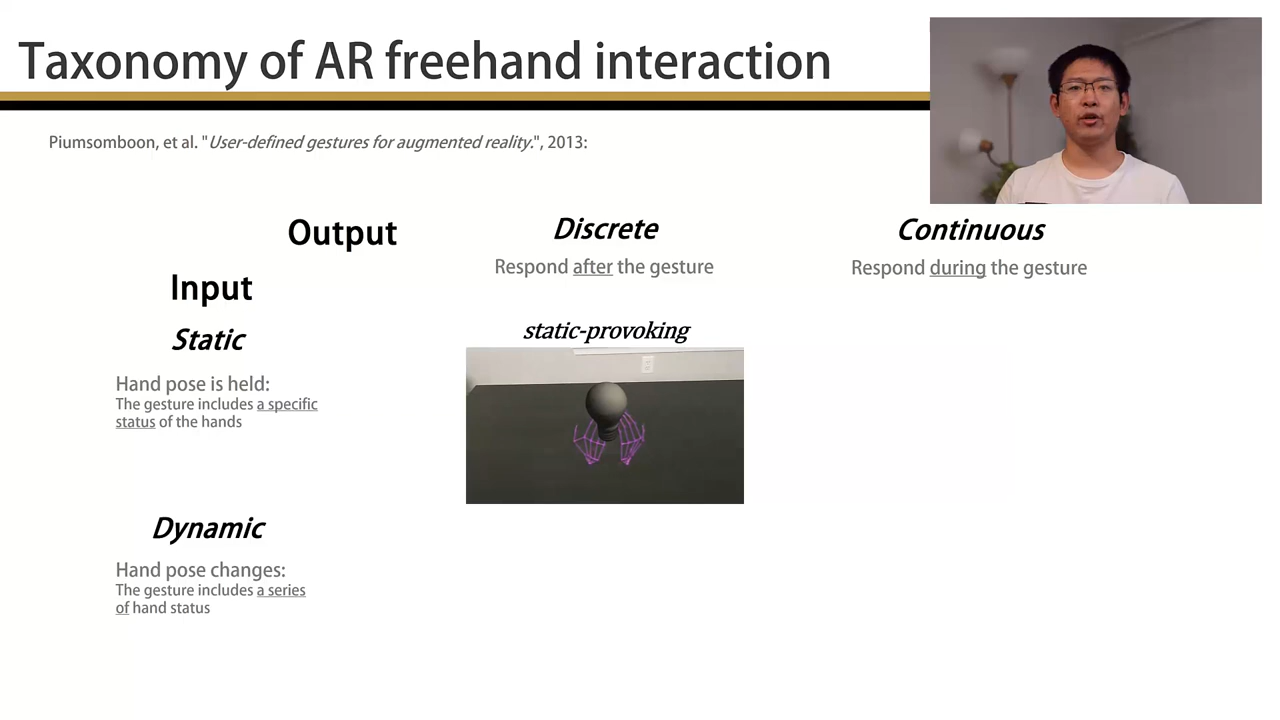 Taxonomy of AR freehand interaction
Piumsomboon, et al. "User-defined gestures for augmented reality.", 2013:
Output
Discrete
Continuous
Respond after the gesture
Respond during the gesture
Input
Static
static-provoking
Hand pose is held:
The gesture includes a specific
status of the hands
Dynamic
Hand pose changes:
The gesture includes a series
of hand status